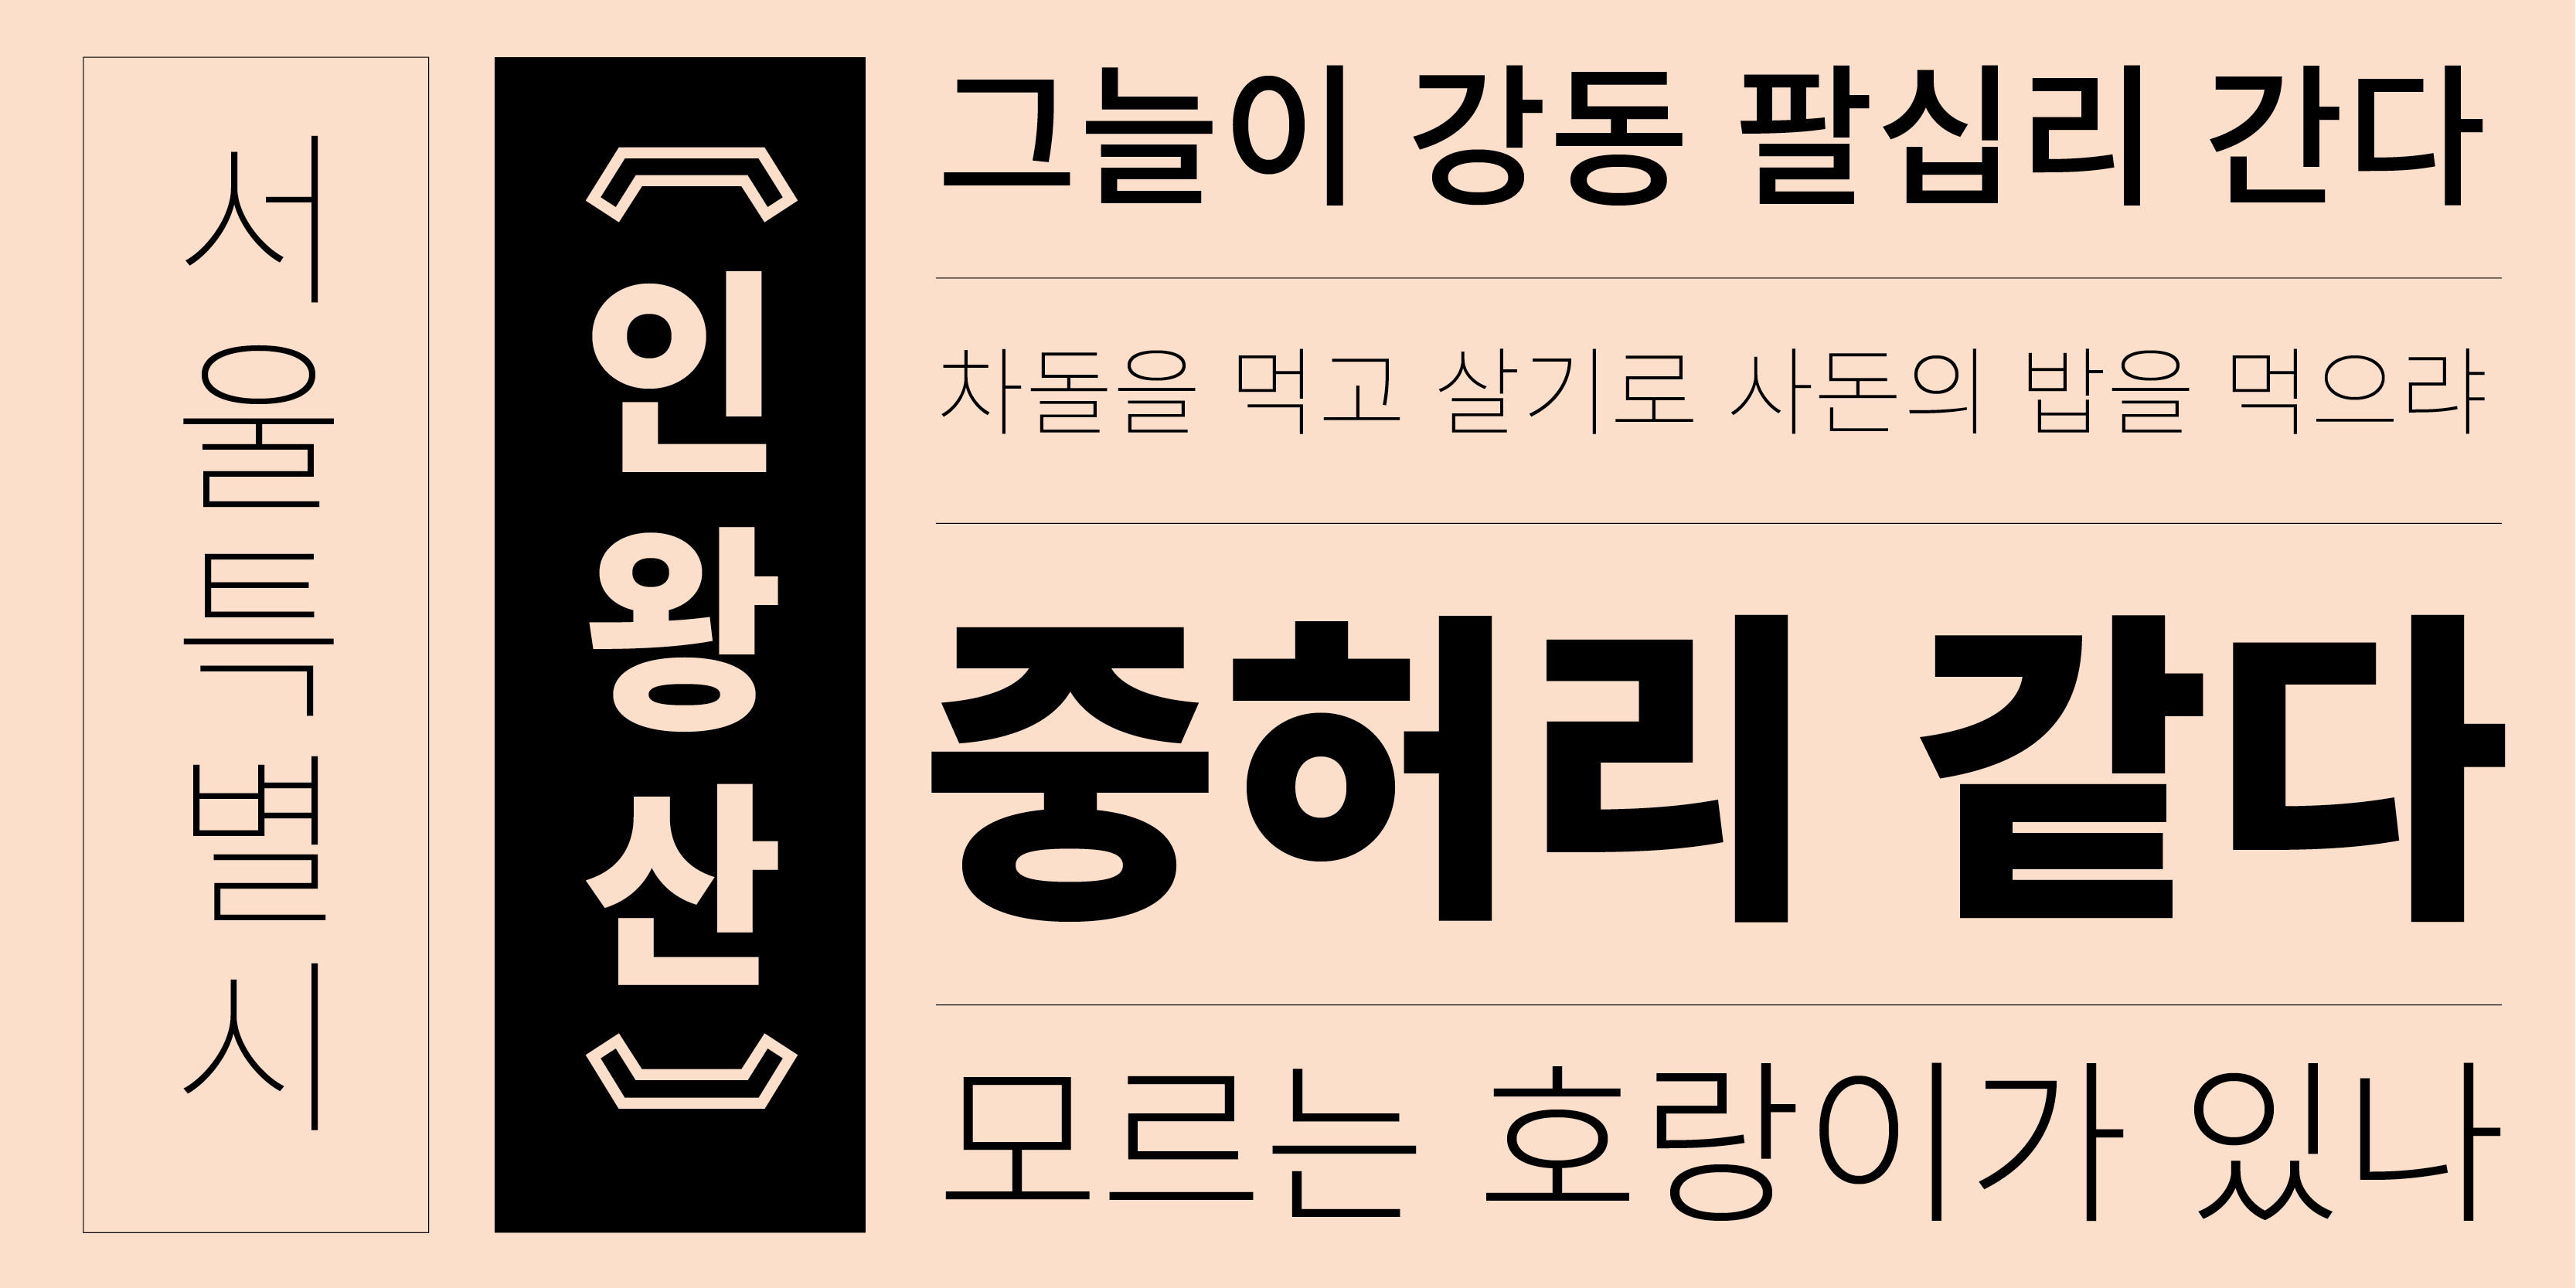 서울특별시
《인왕산》
그늘이 강동 팔십리 간다
차돌을 먹고 살기로 사돈의 밥을 먹으랴
중허리 같다
모르는 호랑이가 있나